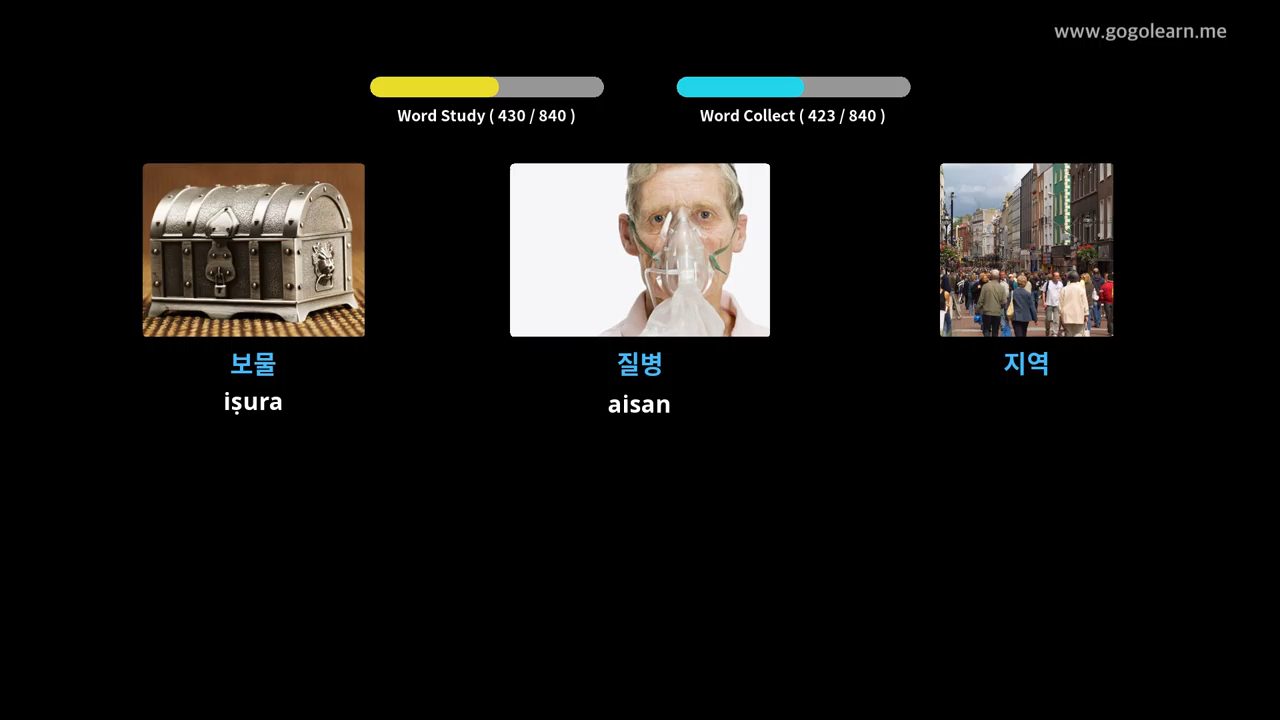 www.gogolearn.me
Word Study ( 430 / 840 )
Word Collect ( 423 / 840 )
보물
질병
지역
iṣura
aisan